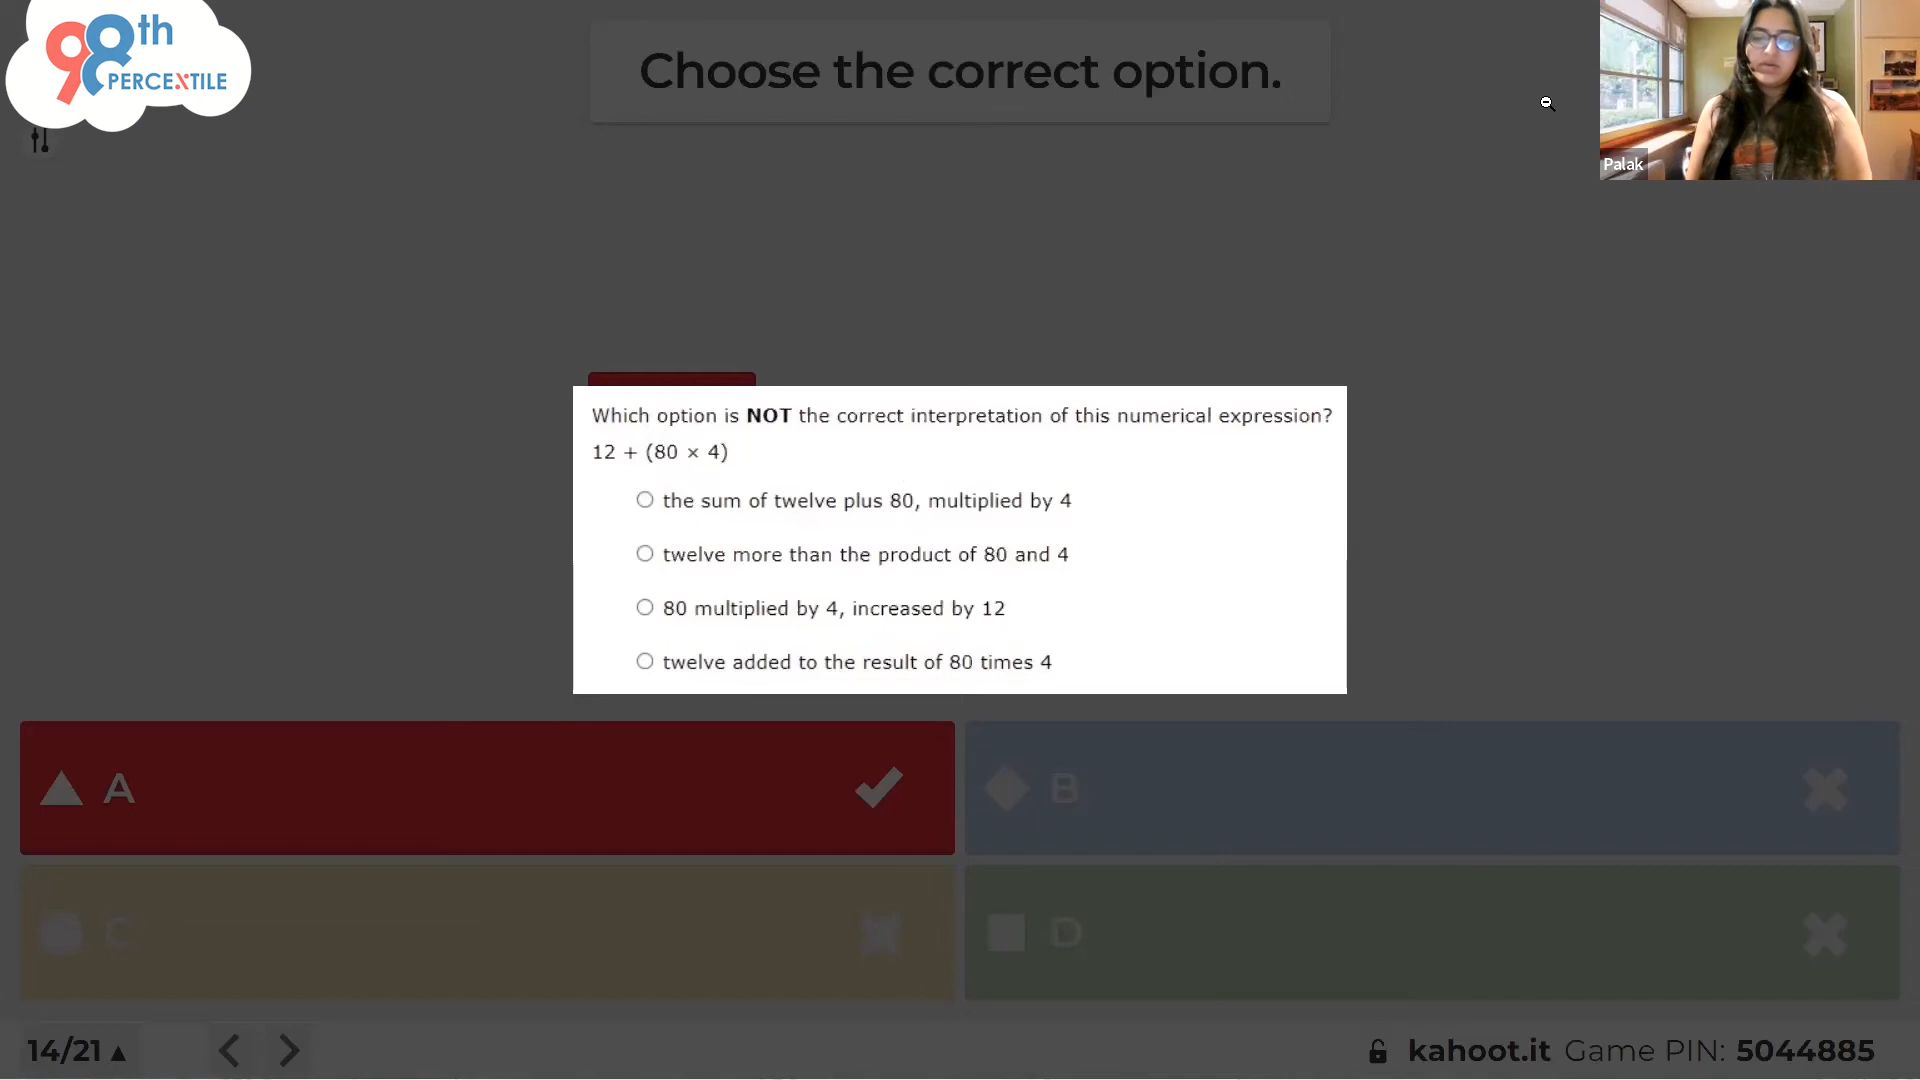 98th
PERCEXTILE
Choose the correct option.
Palak
Which option is NOT the correct interpretation of this numerical expression?
12 + (80 × 4)
the sum of twelve plus 80, multiplied by 4
twelve more than the product of 80 and 4
80 multiplied by 4, increased by 12
twelve added to the result of 80 times 4
A
B
C
D
14/21
kahoot.it Game PIN: 5044885